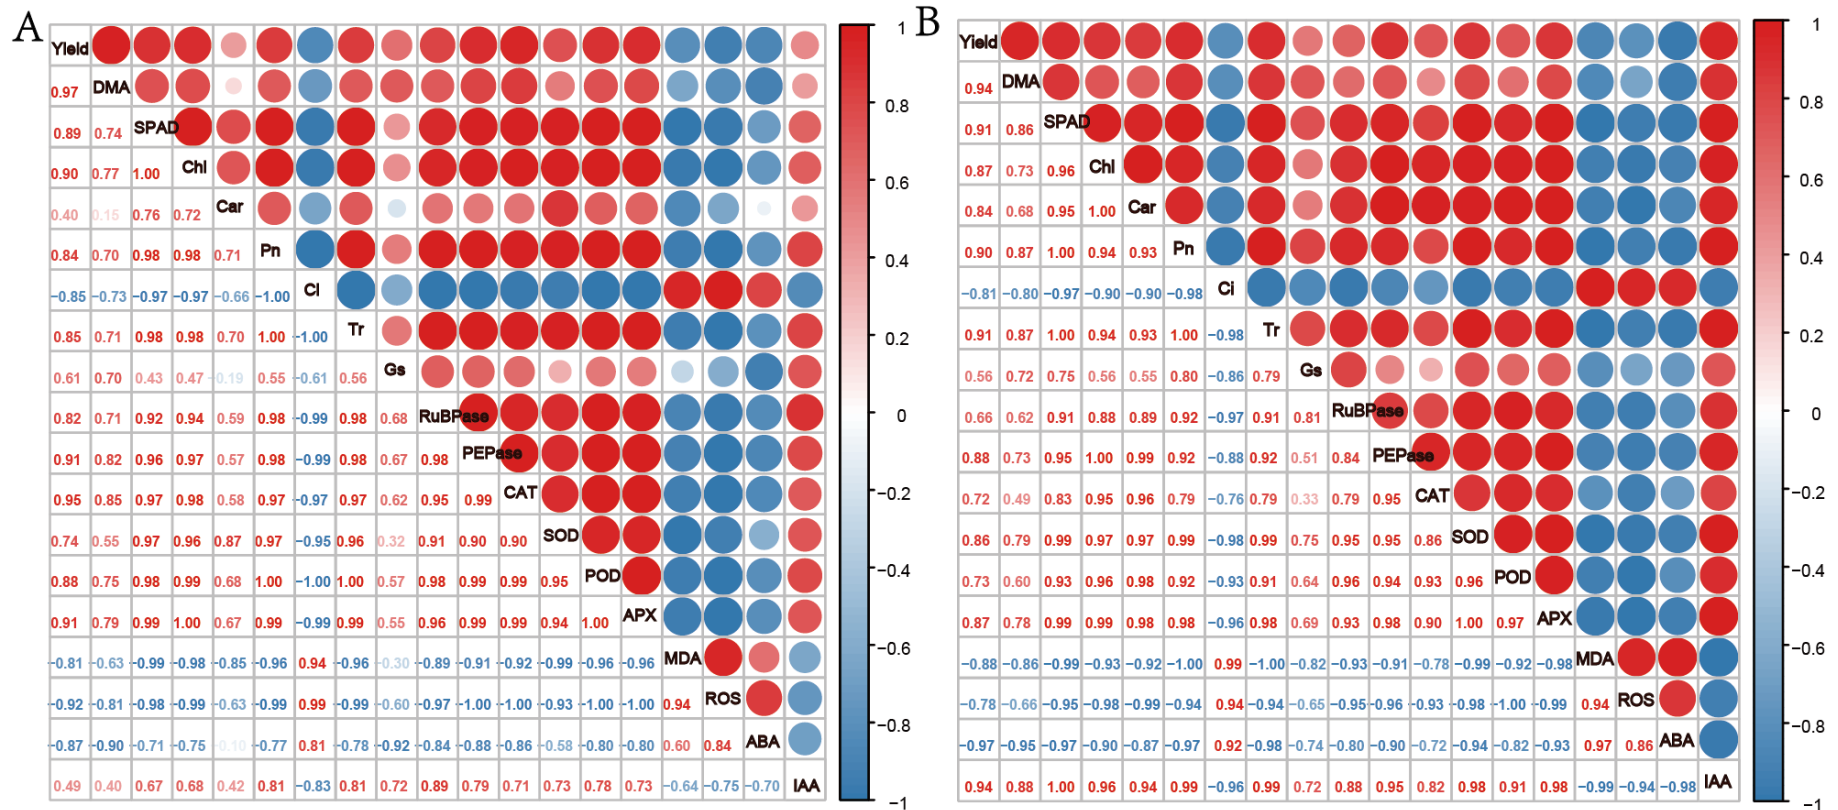 A
Yield
DMA
SPAD
Chl
Car
Pn
Ci
Tr
Gs
RuBPase
PEPase
CAT
SOD
POD
APX
MDA
ROS
ABA
IAA
0.97
0.89 0.74
0.90 0.77 1.00
0.40 0.15 0.76 0.72
0.84 0.70 0.98 0.98 0.71
−0.85 −0.73 −0.97 −0.97 −0.66 −1.00
0.85 0.71 0.98 0.98 0.70 1.00 −1.00
0.61 0.70 0.43 0.47 −0.19 0.55 −0.61 0.56
0.82 0.71 0.92 0.94 0.59 0.98 −0.99 0.98 0.68
0.91 0.82 0.96 0.97 0.57 0.98 −0.99 0.98 0.67 0.98
0.95 0.85 0.97 0.98 0.58 0.97 −0.97 0.97 0.62 0.95 0.99
0.74 0.55 0.97 0.96 0.87 0.97 −0.95 0.96 0.32 0.91 0.90 0.90
0.88 0.75 0.98 0.99 0.68 1.00 −1.00 1.00 0.57 0.98 0.99 0.99 0.95
0.91 0.79 0.99 1.00 0.67 0.99 −0.99 0.99 0.55 0.96 0.99 0.99 0.94 1.00
−0.81 −0.63 −0.99 −0.98 −0.85 −0.96 0.94 −0.96 −0.30 −0.89 −0.91 −0.92 −0.99 −0.96 −0.96
−0.92 −0.81 −0.98 −0.99 −0.63 −0.99 0.99 −0.99 −0.60 −0.97 −1.00 −1.00 −0.93 −1.00 −1.00 0.94
−0.87 −0.90 −0.71 −0.75 −0.10 −0.77 0.81 −0.78 −0.92 −0.84 −0.88 −0.86 −0.58 −0.80 −0.80 0.60 0.84
0.49 0.40 0.67 0.68 0.42 0.81 −0.83 0.81 0.72 0.89 0.79 0.71 0.73 0.78 0.73 −0.64 −0.75 −0.70
1
0.8
0.6
0.4
0.2
0
−0.2
−0.4
−0.6
−0.8
−1
B
Yield
DMA
SPAD
Chl
Car
Pn
Ci
Tr
Gs
RuBPase
PEPase
CAT
SOD
POD
APX
MDA
ROS
ABA
IAA
0.94
0.91 0.86
0.87 0.73 0.96
0.84 0.68 0.95 1.00
0.90 0.87 1.00 0.94 0.93
−0.81 −0.80 −0.97 −0.90 −0.90 −0.98
0.91 0.87 1.00 0.94 0.93 1.00 −0.98
0.56 0.72 0.75 0.56 0.55 0.80 −0.86 0.79
0.66 0.62 0.91 0.88 0.89 0.92 −0.97 0.91 0.81
0.88 0.73 0.95 1.00 0.99 0.92 −0.88 0.92 0.51 0.84
0.72 0.49 0.83 0.95 0.96 0.79 −0.76 0.79 0.33 0.79 0.95
0.86 0.79 0.99 0.97 0.97 0.99 −0.98 0.99 0.75 0.95 0.95 0.86
0.73 0.60 0.93 0.96 0.98 0.92 −0.93 0.91 0.64 0.96 0.94 0.93 0.96
0.87 0.78 0.99 0.99 0.98 0.98 −0.96 0.98 0.69 0.93 0.98 0.90 1.00 0.97
−0.88 −0.86 −0.99 −0.93 −0.92 −1.00 0.99 −1.00 −0.82 −0.93 −0.91 −0.78 −0.99 −0.92 −0.98
−0.78 −0.66 −0.95 −0.98 −0.99 −0.94 0.94 −0.94 −0.65 −0.95 −0.96 −0.93 −0.98 −1.00 −0.99 0.94
−0.97 −0.95 −0.97 −0.90 −0.87 −0.97 0.92 −0.98 −0.74 −0.80 −0.90 −0.72 −0.94 −0.82 −0.93 0.97 0.86
0.94 0.88 1.00 0.96 0.94 0.99 −0.96 0.99 0.72 0.88 0.95 0.82 0.98 0.91 0.98 −0.99 −0.94 −0.98
1
0.8
0.6
0.4
0.2
0
−0.2
−0.4
−0.6
−0.8
−1